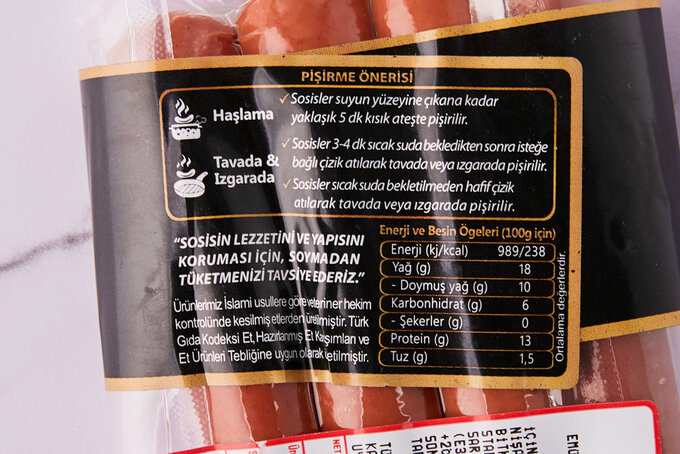 PİŞİRME ÖNERİSİ
Haşlama
✓ Sosisler suyun yüzeyine çıkana kadar
yaklaşık 5 dk kısık ateşte pişirilir.
Tavada &
Izgarada
✓ Sosisler 3-4 dk sıcak suda bekledikten sonra isteğe
bağlı çizik atılarak tavada veya ızgarada pişirilir.
✓ Sosisler sıcak suda bekletilmeden hafif çizik
atılarak tavada veya ızgarada pişirilir.
“SOSİSİN LEZZETİNİ VE YAPISINI
KORUMASI İÇİN, SOYMADAN
TÜKETMENİZİ TAVSİYE EDERİZ.”
Ürünlerimiz İslami usullere göre veteriner hekim
kontrolünde kesilmiş etlerden üretilmiştir. Türk
Gıda Kodeksi Et, Hazırlanmış Et Karışımları ve
Et Ürünleri Tebliğine uygun olarak üretilmiştir.
Enerji ve Besin Ögeleri (100g için)
Enerji (kj/kcal) 989/238
Yağ (g) 18
- Doymuş yağ (g) 10
Karbonhidrat (g) 6
- Şekerler (g) 0
Protein (g) 13
Tuz (g) 1,5
Ortalama değerlerdir.